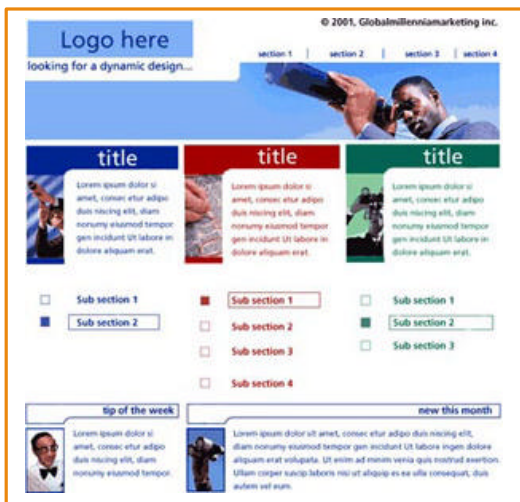 © 2001, Globalmillenniamarketing inc.
Logo here
looking for a dynamic design...
section 1 | section 2 | section 3 | section 4
title
Lorem ipsum dolor si
amet, consec etur adipo
duis niscing elit, diam
nonumy eiusmod tempor
gen incidunt Ut labore in
dolore aliquam erat.
Sub section 1
Sub section 2
title
Lorem ipsum dolor si
amet, consec etur adipo
duis niscing elit, diam
nonumy eiusmod tempor
gen incidunt Ut labore in
dolore aliquam erat.
Sub section 1
Sub section 2
Sub section 3
Sub section 4
title
Lorem ipsum dolor si
amet, consec etur adipo
duis niscing elit, diam
nonumy eiusmod tempor
gen incidunt Ut labore in
dolore aliquam erat.
Sub section 1
Sub section 2
Sub section 3
tip of the week
Lorem ipsum dolor si
amet, consec etur adipo
duis niscing elit, diam
nonumy eiusmod tempor.
new this month
Lorem ipsum dolor sit amet, consec etur adipo duis niscing elit,
diam nonumy eiusmod tempor gen incidunt Ut labore ingen dolore
aliquam erat volupata. Ut enim ad minim venia quis nostrud exertion.
Ullam corper suscip laboris nisi ut aliquip es ea ulla consequat, duis
autem vel eum.